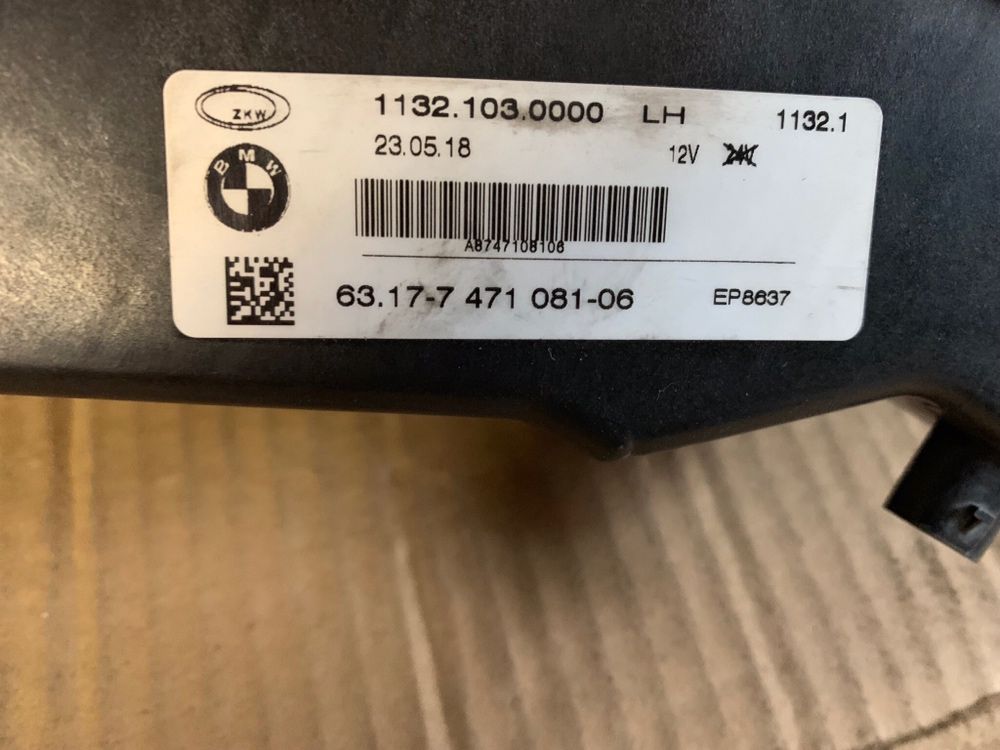 ZKW
1132.103.0000 LH 1132.1
23.05.18 12V 24V
BMW
A8747108106
63.17-7 471 081-06 EP8637